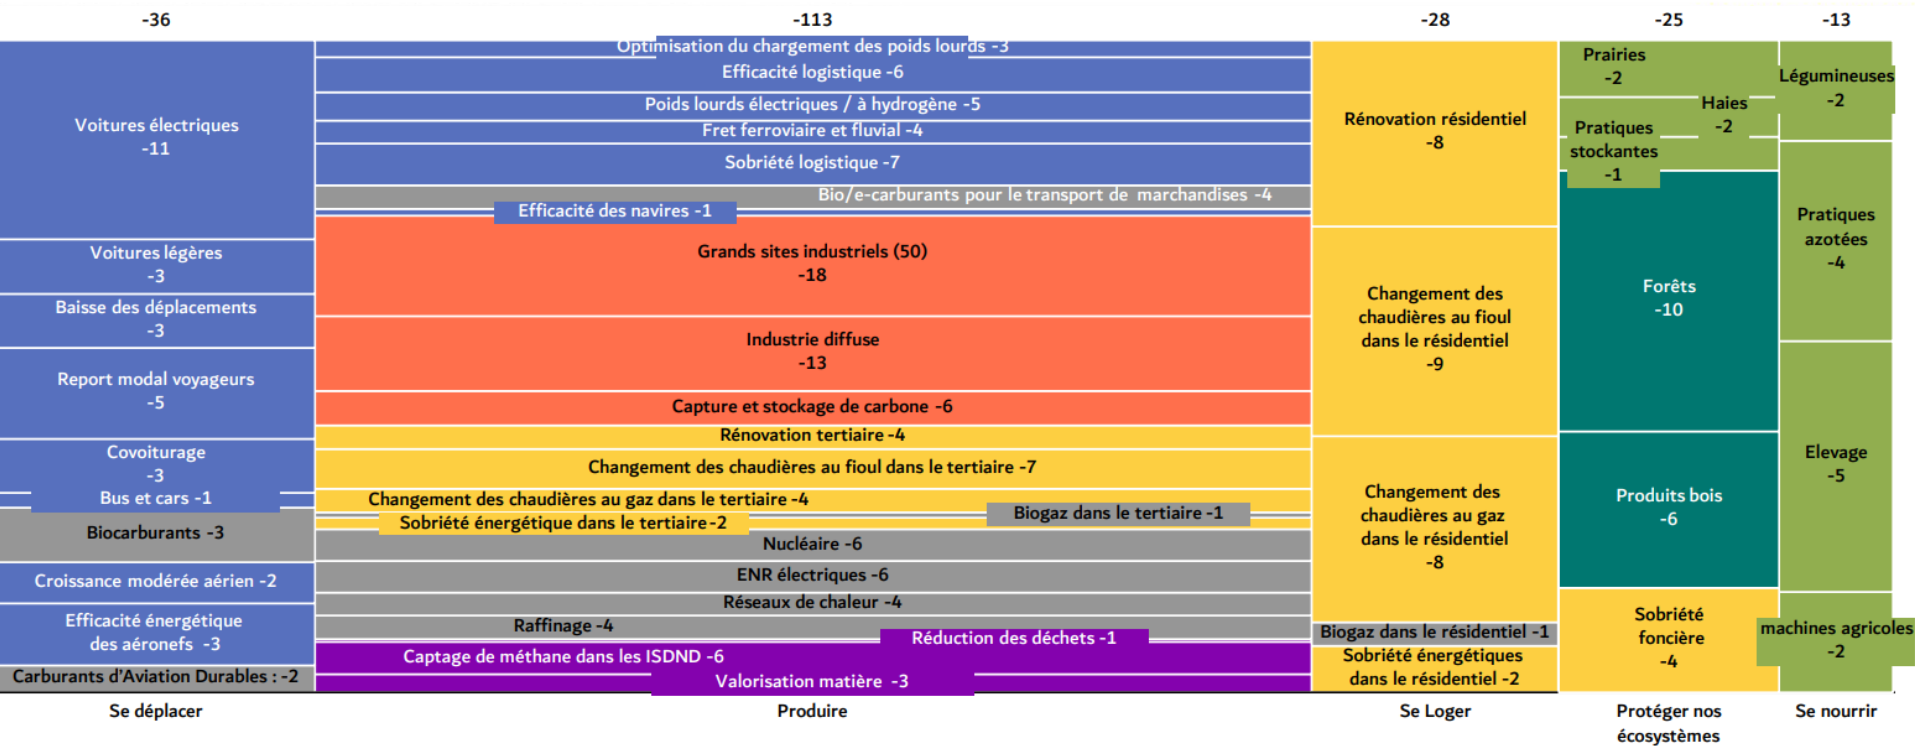 -36
-113
-28
-25
-13
Voitures électriques
-11
Voitures légères
-3
Baisse des déplacements
-3
Report modal voyageurs
-5
Covoiturage
-3
Bus et cars -1
Biocarburants -3
Croissance modérée aérien -2
Efficacité énergétique
des aéronefs -3
Carburants d'Aviation Durables : -2
Se déplacer
Optimisation du chargement des poids lourds -3
Efficacité logistique -6
Poids lourds électriques / à hydrogène -5
Fret ferroviaire et fluvial -4
Sobriété logistique -7
Bio/e-carburants pour le transport de marchandises -4
Efficacité des navires -1
Grands sites industriels (50)
-18
Industrie diffuse
-13
Capture et stockage de carbone -6
Rénovation tertiaire -4
Changement des chaudières au fioul dans le tertiaire -7
Changement des chaudières au gaz dans le tertiaire -4
Biogaz dans le tertiaire -1
Sobriété énergétique dans le tertiaire -2
Nucléaire -6
ENR électriques -6
Réseaux de chaleur -4
Raffinage -4
Réduction des déchets -1
Captage de méthane dans les ISDND -6
Valorisation matière -3
Produire
Rénovation résidentiel
-8
Changement des
chaudières au fioul
dans le résidentiel
-9
Changement des
chaudières au gaz
dans le résidentiel
-8
Biogaz dans le résidentiel -1
Sobriété énergétiques
dans le résidentiel -2
Se Loger
Prairies
-2
Haies
-2
Pratiques
stockantes
-1
Forêts
-10
Produits bois
-6
Sobriété
foncière
-4
Protéger nos
écosystèmes
Légumineuses
-2
Pratiques
azotées
-4
Elevage
-5
machines agricoles
-2
Se nourrir